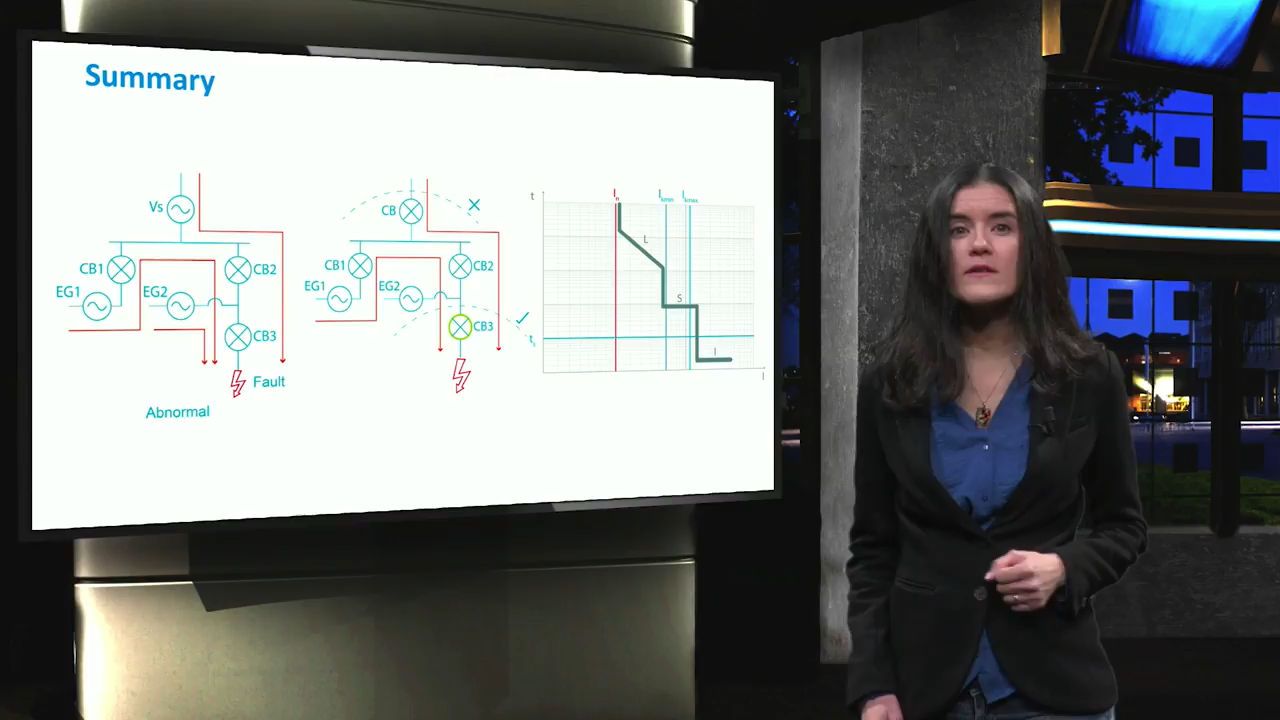 Summary
Vs
CB1
CB2
EG1
EG2
CB3
Fault
Abnormal
CB
CB1
CB2
EG1
EG2
CB3
t
L
S
I
I